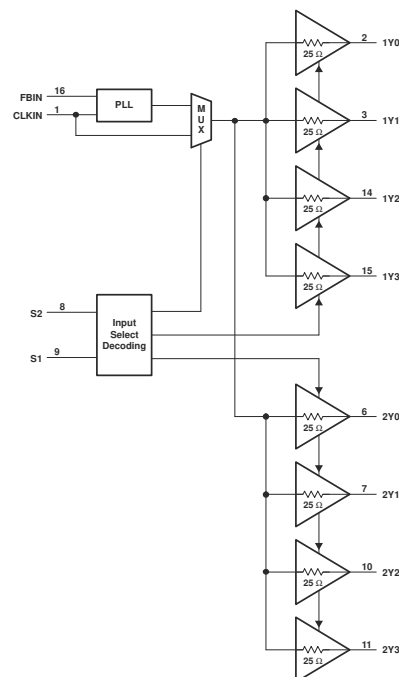 2
1Y0
25 Ω
FBIN
16
PLL
CLKIN
1
MUX
3
1Y1
25 Ω
14
1Y2
25 Ω
15
1Y3
25 Ω
S2
8
Input
Select
Decoding
S1
9
6
2Y0
25 Ω
7
2Y1
25 Ω
10
2Y2
25 Ω
11
2Y3
25 Ω